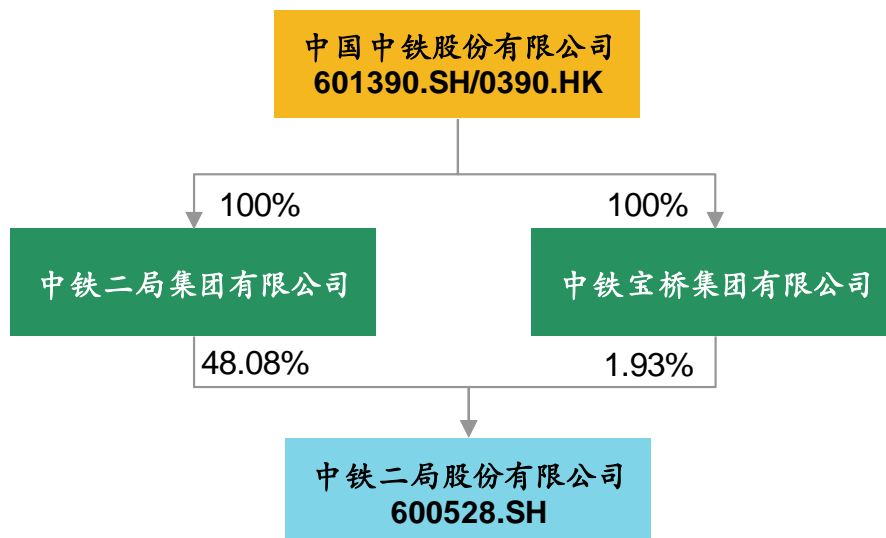 中国中铁股份有限公司
601390.SH/0390.HK
100%
100%
中铁二局集团有限公司
中铁宝桥集团有限公司
48.08%
1.93%
中铁二局股份有限公司
600528.SH